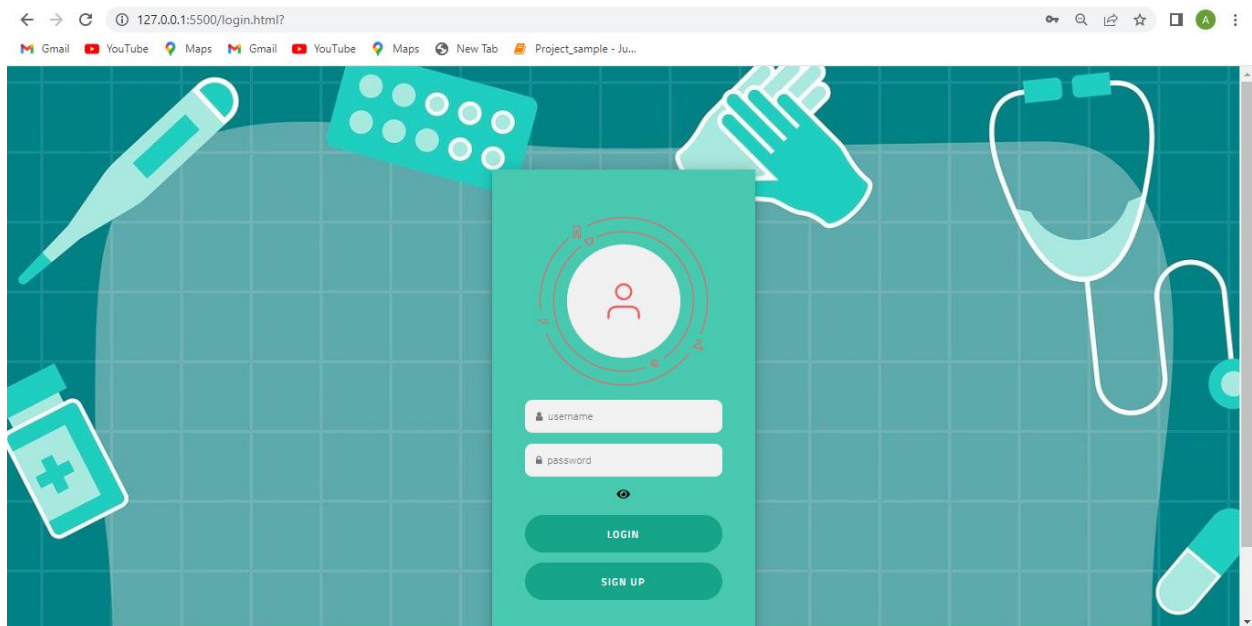 127.0.0.1:5500/login.html?
A
Gmail YouTube Maps Gmail YouTube Maps New Tab Project_sample - Ju...
username
password
LOGIN
SIGN UP